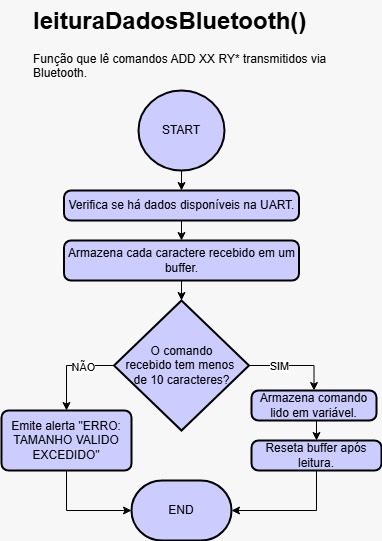 leituraDadosBluetooth()
Função que lê comandos ADD XX RY* transmitidos via
Bluetooth.
START
Verifica se há dados disponíveis na UART.
Armazena cada caractere recebido em um
buffer.
O comando
recebido tem menos
de 10 caracteres?
NÃO
SIM
Emite alerta "ERRO:
TAMANHO VALIDO
EXCEDIDO"
Armazena comando
lido em variável.
Reseta buffer após
leitura.
END